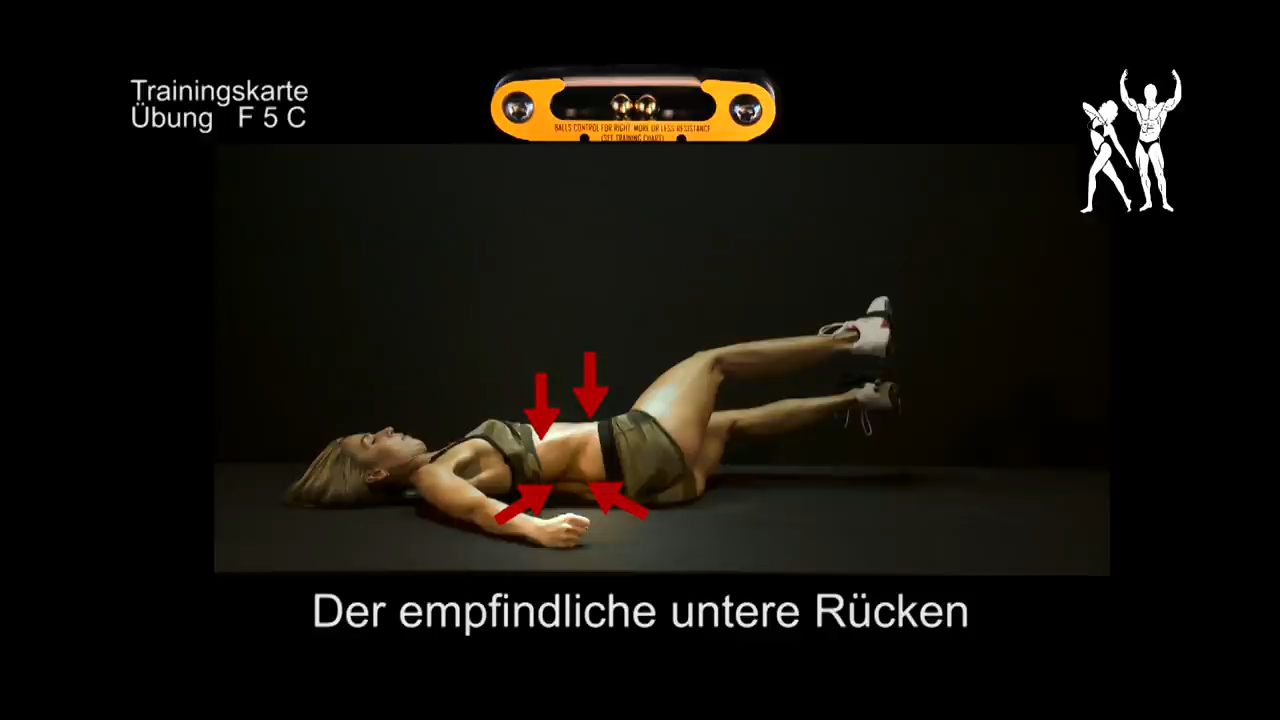 Trainingskarte
Übung F 5 C
BALLS CONTROL FOR RIGHT, MORE OR LESS RESISTANCE
(SEE TRAINING CHART)
Der empfindliche untere Rücken